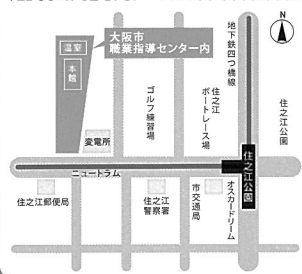 N
大阪市
職業指導センター内
温室
本館
地下鉄四つ橋線
ゴルフ練習場
住之江
ボートレース場
住之江公園
変電所
住之江公園
ニュートラム
住之江郵便局
住之江
警察署
市交通局
オスカードリーム